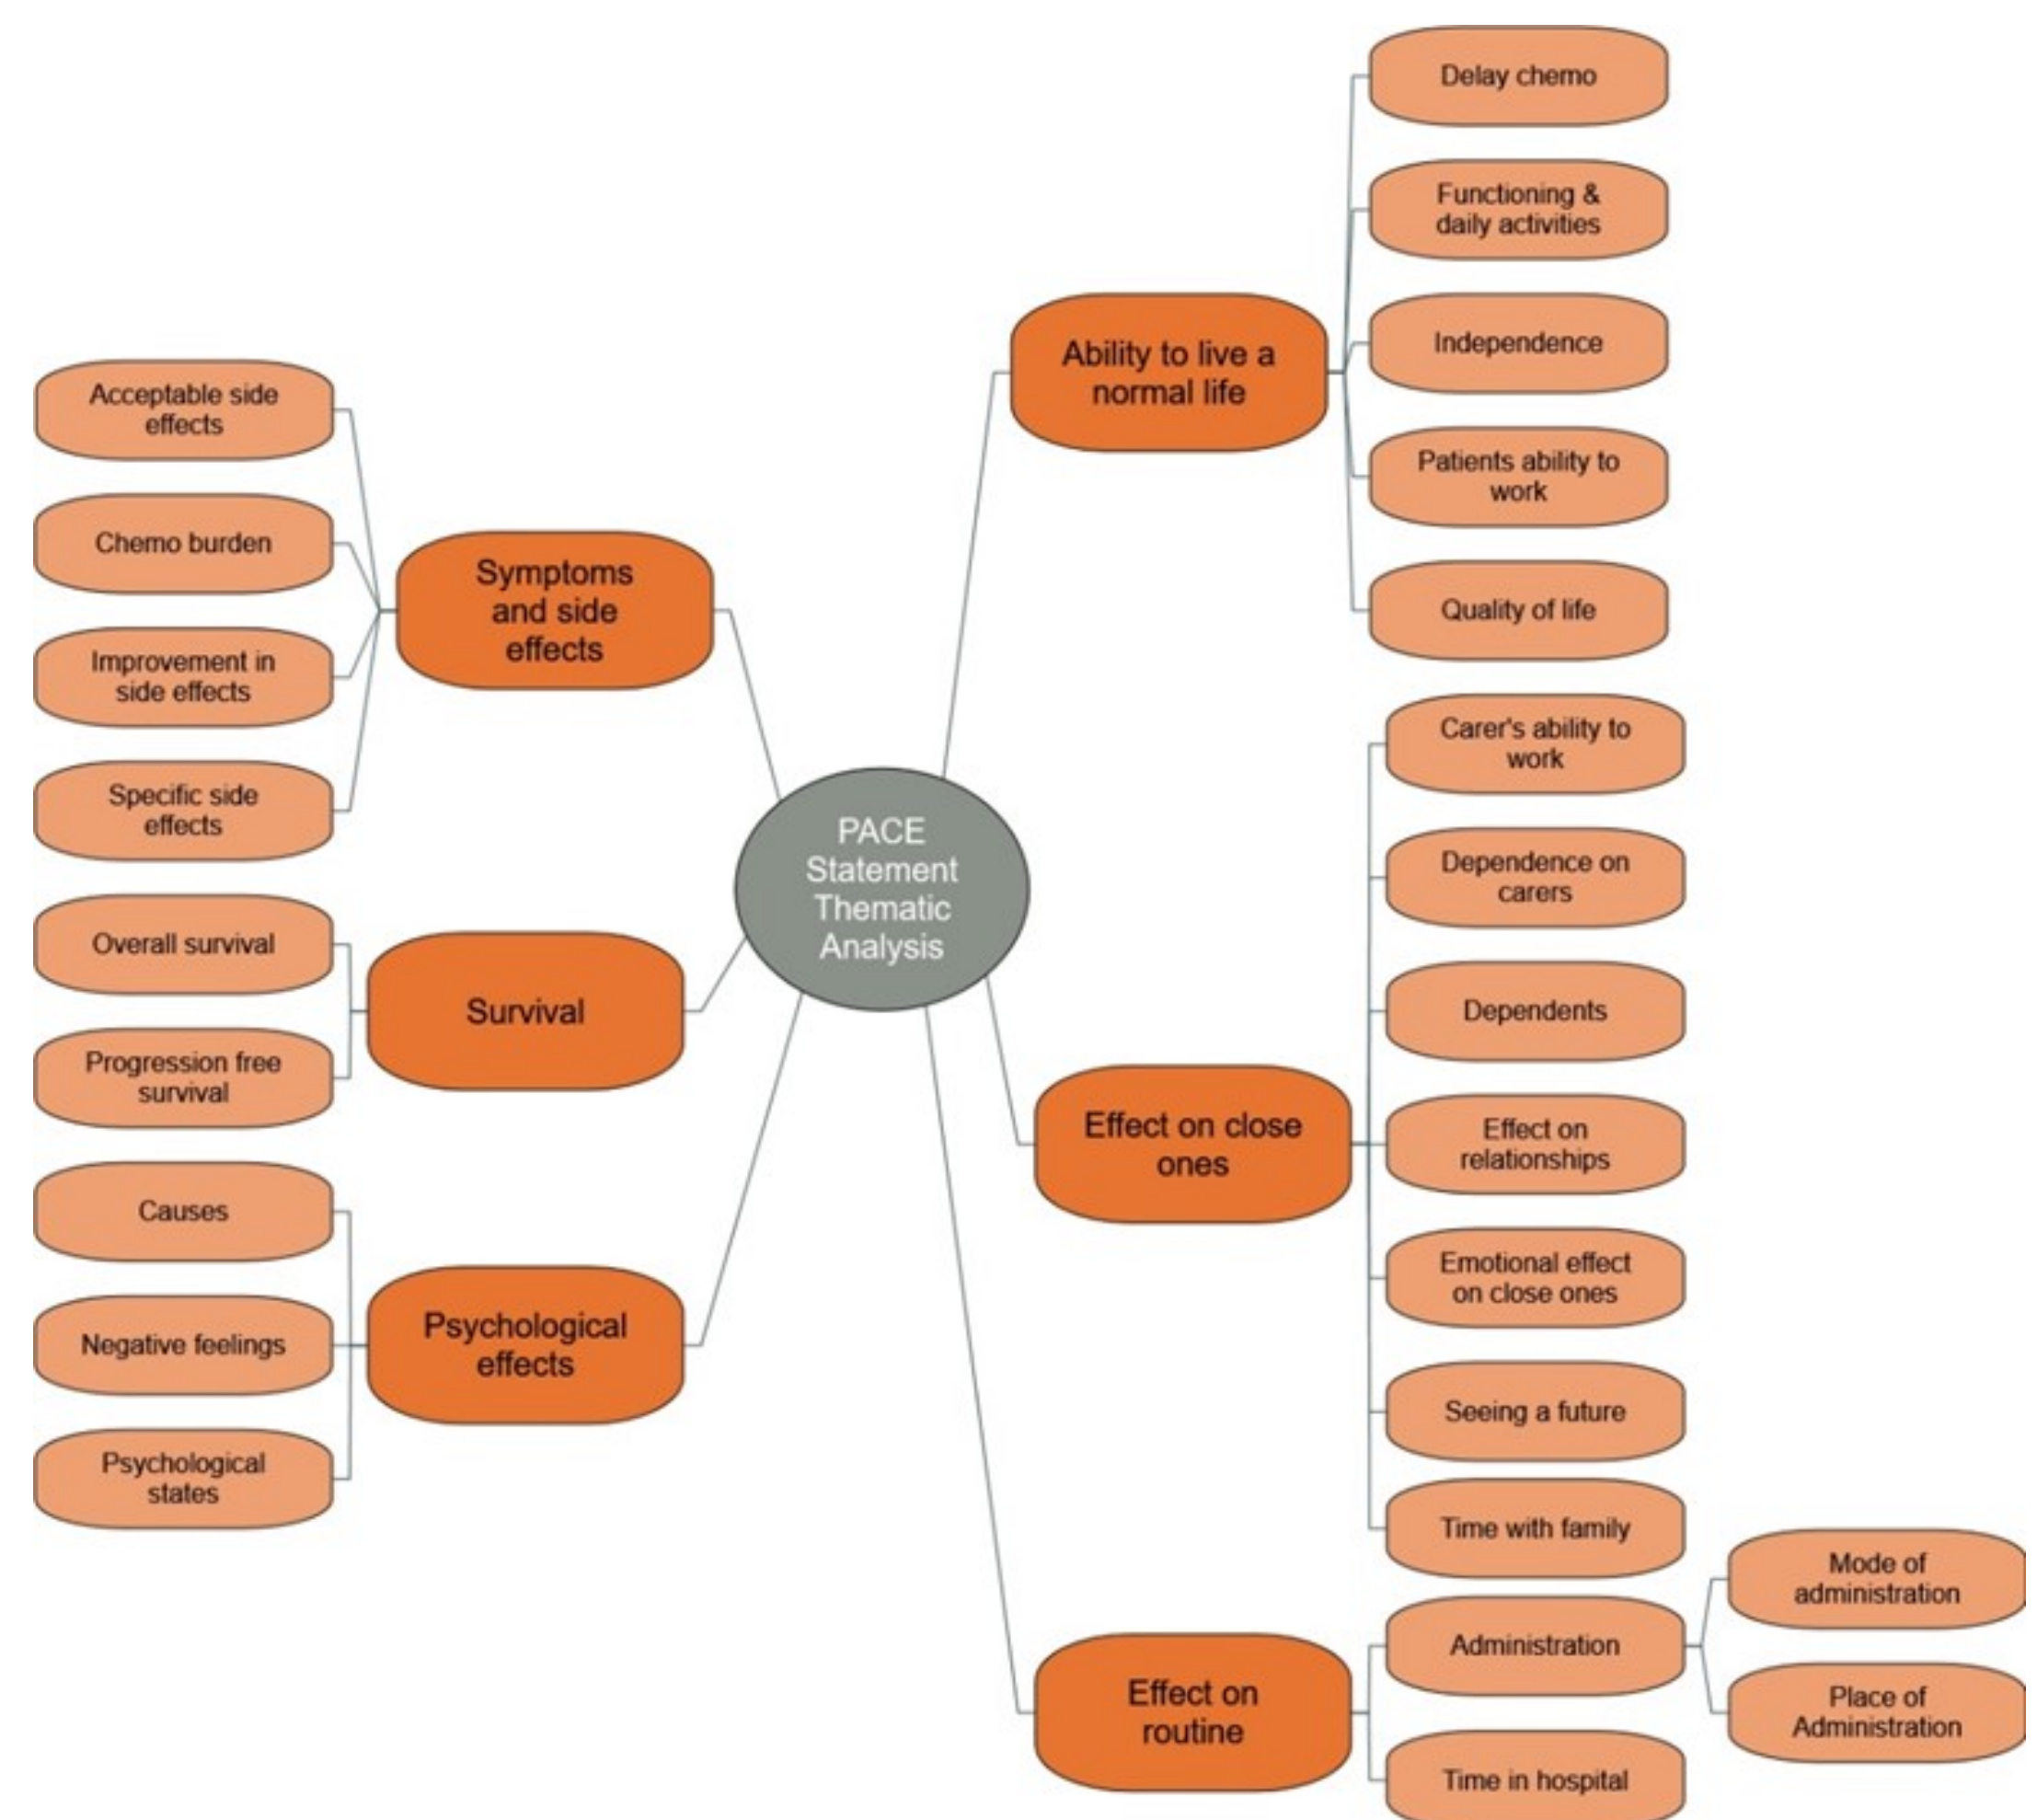 PACE
Statement
Thematic
Analysis
Symptoms
and side
effects
Acceptable side
effects
Chemo burden
Improvement in
side effects
Specific side
effects
Survival
Overall survival
Progression free
survival
Psychological
effects
Causes
Negative feelings
Psychological
states
Ability to live a
normal life
Delay chemo
Functioning &
daily activities
Independence
Patients ability to
work
Quality of life
Effect on close
ones
Carer's ability to
work
Dependence on
carers
Dependents
Effect on
relationships
Emotional effect
on close ones
Seeing a future
Time with family
Effect on
routine
Administration
Mode of
administration
Place of
Administration
Time in hospital